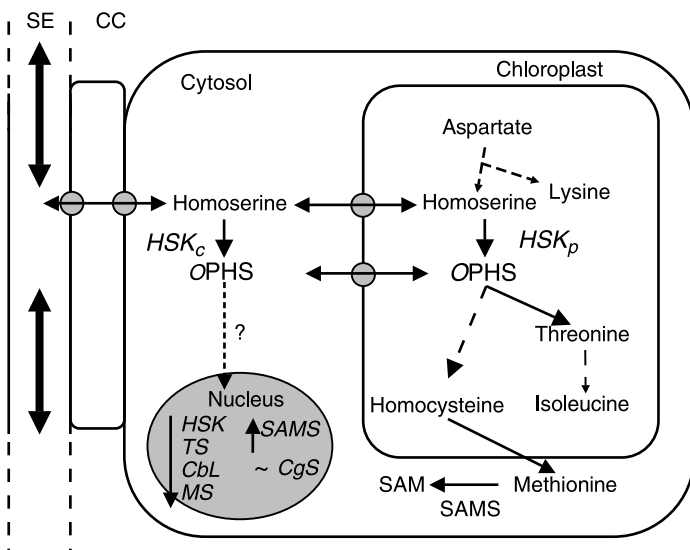 SE CC
Cytosol
Chloroplast
Aspartate
Lysine
Homoserine
Homoserine
HSKc
HSKp
OPHS
OPHS
?
Threonine
Nucleus
Homocysteine
Isoleucine
HSK
SAMS
TS
CbL
~ CgS
MS
SAM
Methionine
SAMS